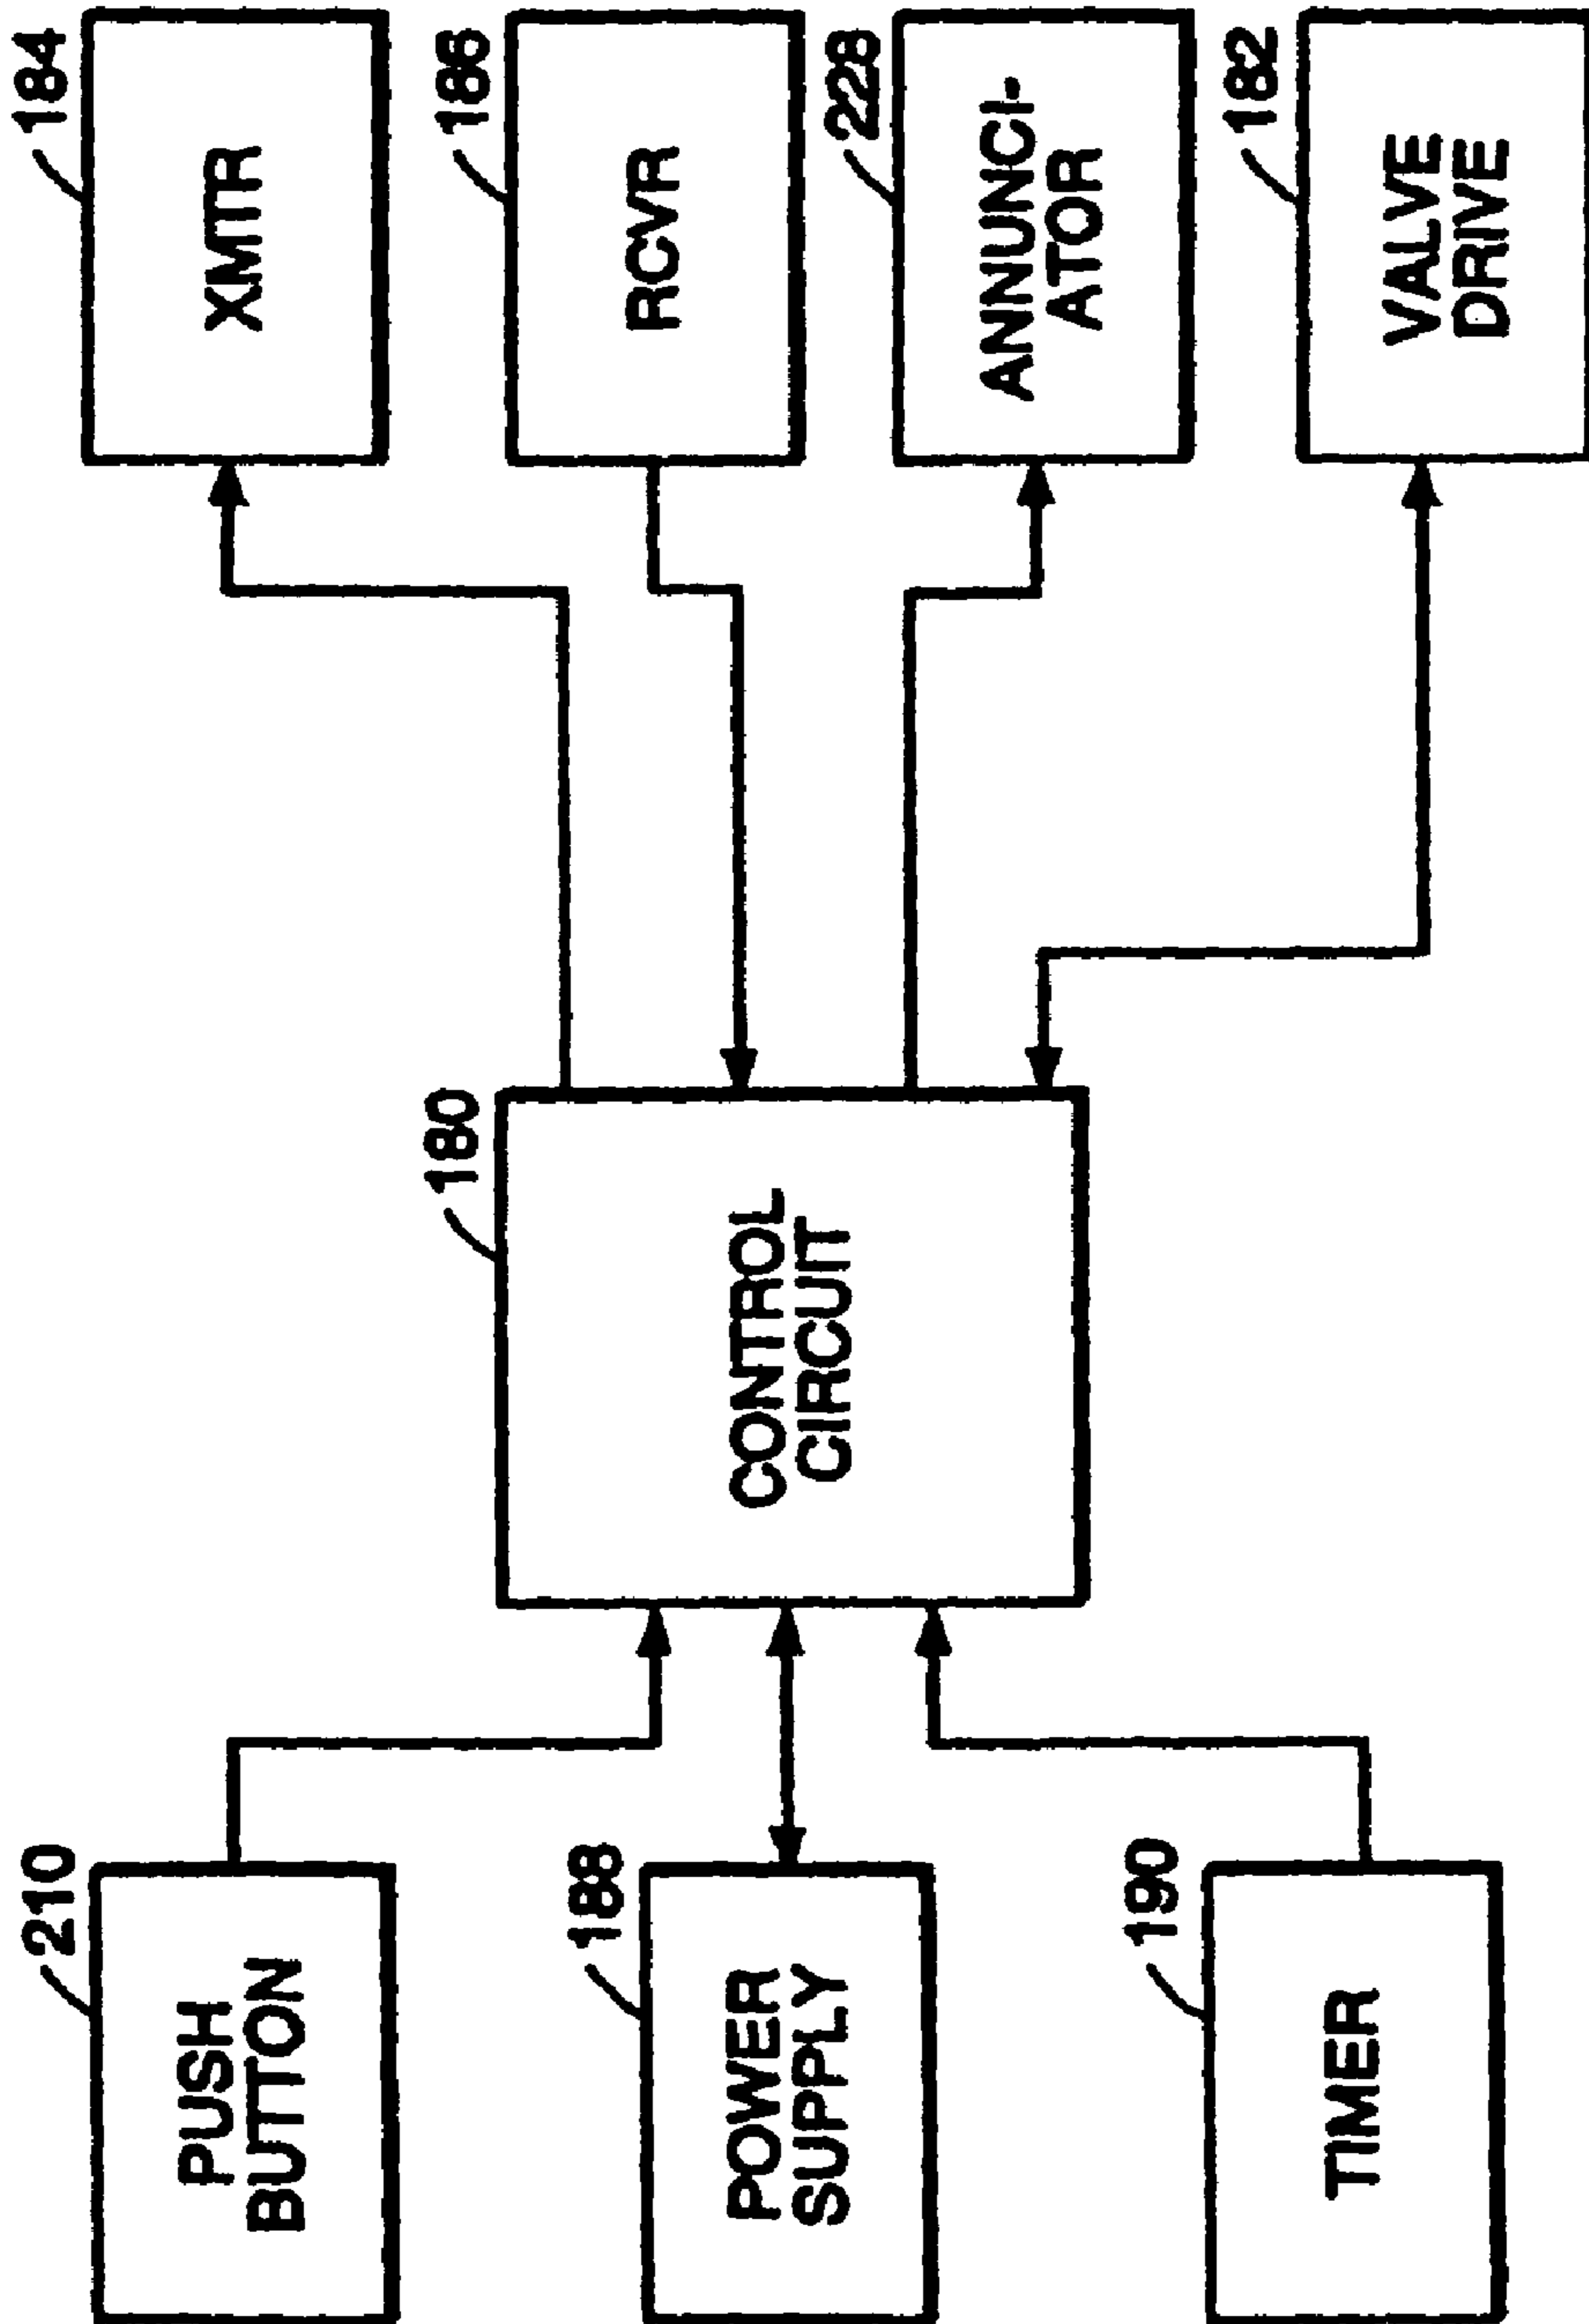 210
PUSH
BUTTON
188
POWER
SUPPLY
190
TIMER
180
CONTROL
CIRCUIT
184
XMTR
186
RCVR
ANNUNCI-
ATOR
182
VALVE
DRIVE